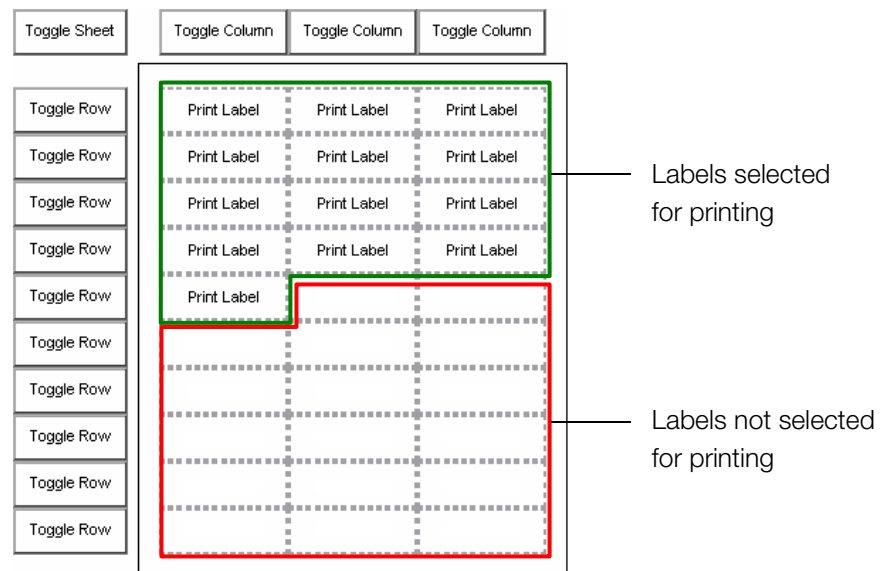 Toggle Sheet Toggle Column Toggle Column Toggle Column
Toggle Row Print Label Print Label Print Label
Toggle Row Print Label Print Label Print Label
Labels selected
for printing
Toggle Row Print Label Print Label Print Label
Toggle Row Print Label Print Label Print Label
Toggle Row Print Label
Toggle Row
Toggle Row
Toggle Row
Labels not selected
for printing
Toggle Row
Toggle Row